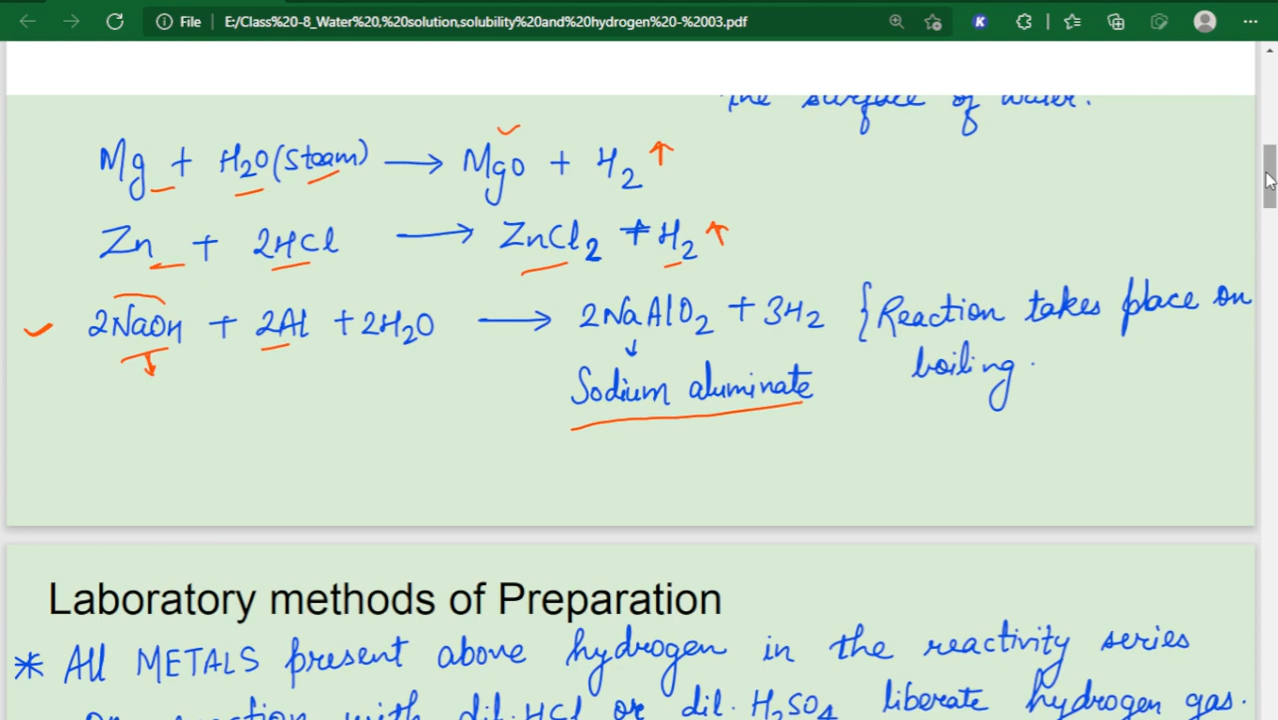 File E:/Class%20-8_Water%20,%20solution,solubility%20and%20hydrogen%20-%2003.pdf
the surface of water.
Mg + H2O(Steam) ⟶ MgO + H2 ↑
Zn + 2HCl ⟶ ZnCl2 + H2 ↑
2NaOH + 2Al + 2H2O ⟶ 2NaAlO2 + 3H2 {Reaction takes place on
boiling.
↓
Sodium aluminate
Laboratory methods of Preparation
* All METALS present above hydrogen in the reactivity series
on reaction with dil. HCl or dil. H2SO4 liberate hydrogen gas.